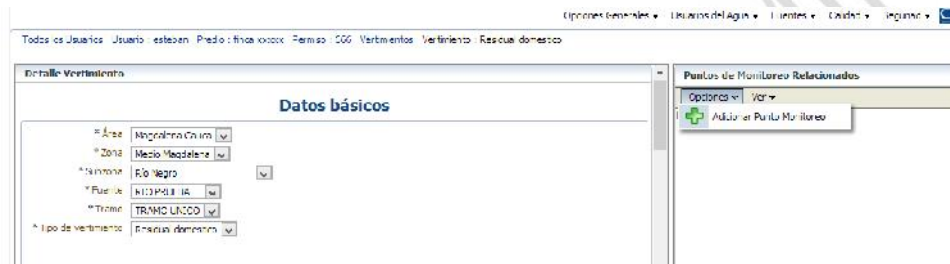 Opciones Generales Usuarios del Agua Fuentes Calidad Seguridad
Todos los Usuarios Usuario : esteban Predio : finca xxxxx Permiso : 566 Vertimientos Vertimiento : Residual domestico
Detalle Vertimiento
Datos básicos
* Área Magdalena Cauca
* Zona Medio Magdalena
* Subzona Río Negro
* Fuente RIO PRUEBA
* Tramo TRAMO UNICO
* Tipo de vertimiento Residual domestico
Puntos de Monitoreo Relacionados
Opciones Ver
Adicionar Punto Monitoreo